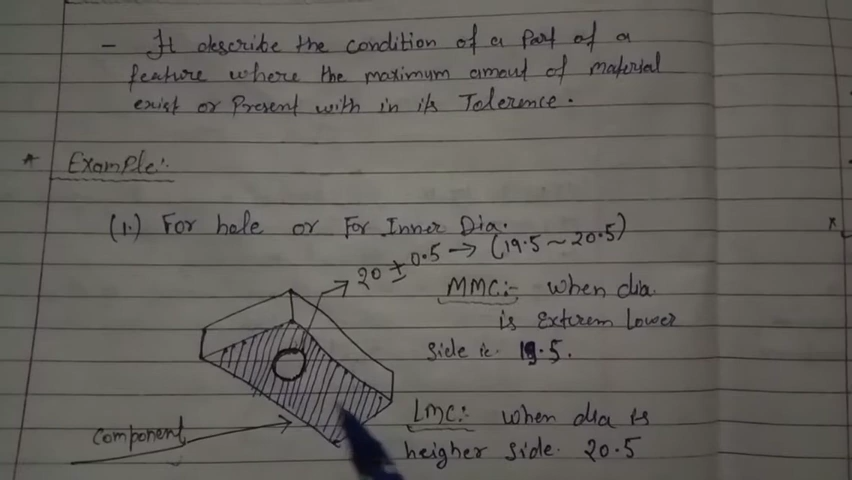 - It describe the condition of a part of a
feature where the maximum amout of material
exist or Present with in its Tolerence.
* Example:-
(1.) For hole or For Inner Dia.
20 ± 0.5 → (19.5 ~ 20.5)
MMC:- when dia
is Exterm Lower
Side ie. 19.5.
LMC:- when dia is
heigher side. 20.5
Component
x